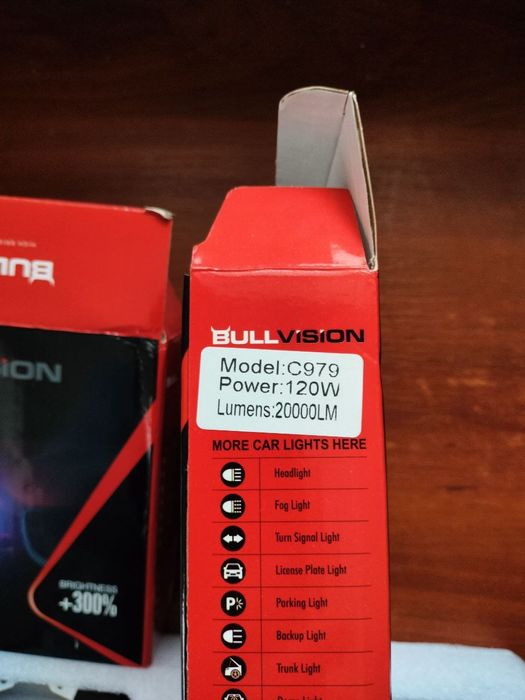 BULLVISION
Model:C979
Power:120W
Lumens:20000LM
MORE CAR LIGHTS HERE
Headlight
Fog Light
Turn Signal Light
License Plate Light
P Parking Light
Backup Light
Trunk Light
BUL
ION
BRIGHTNESS
+300%